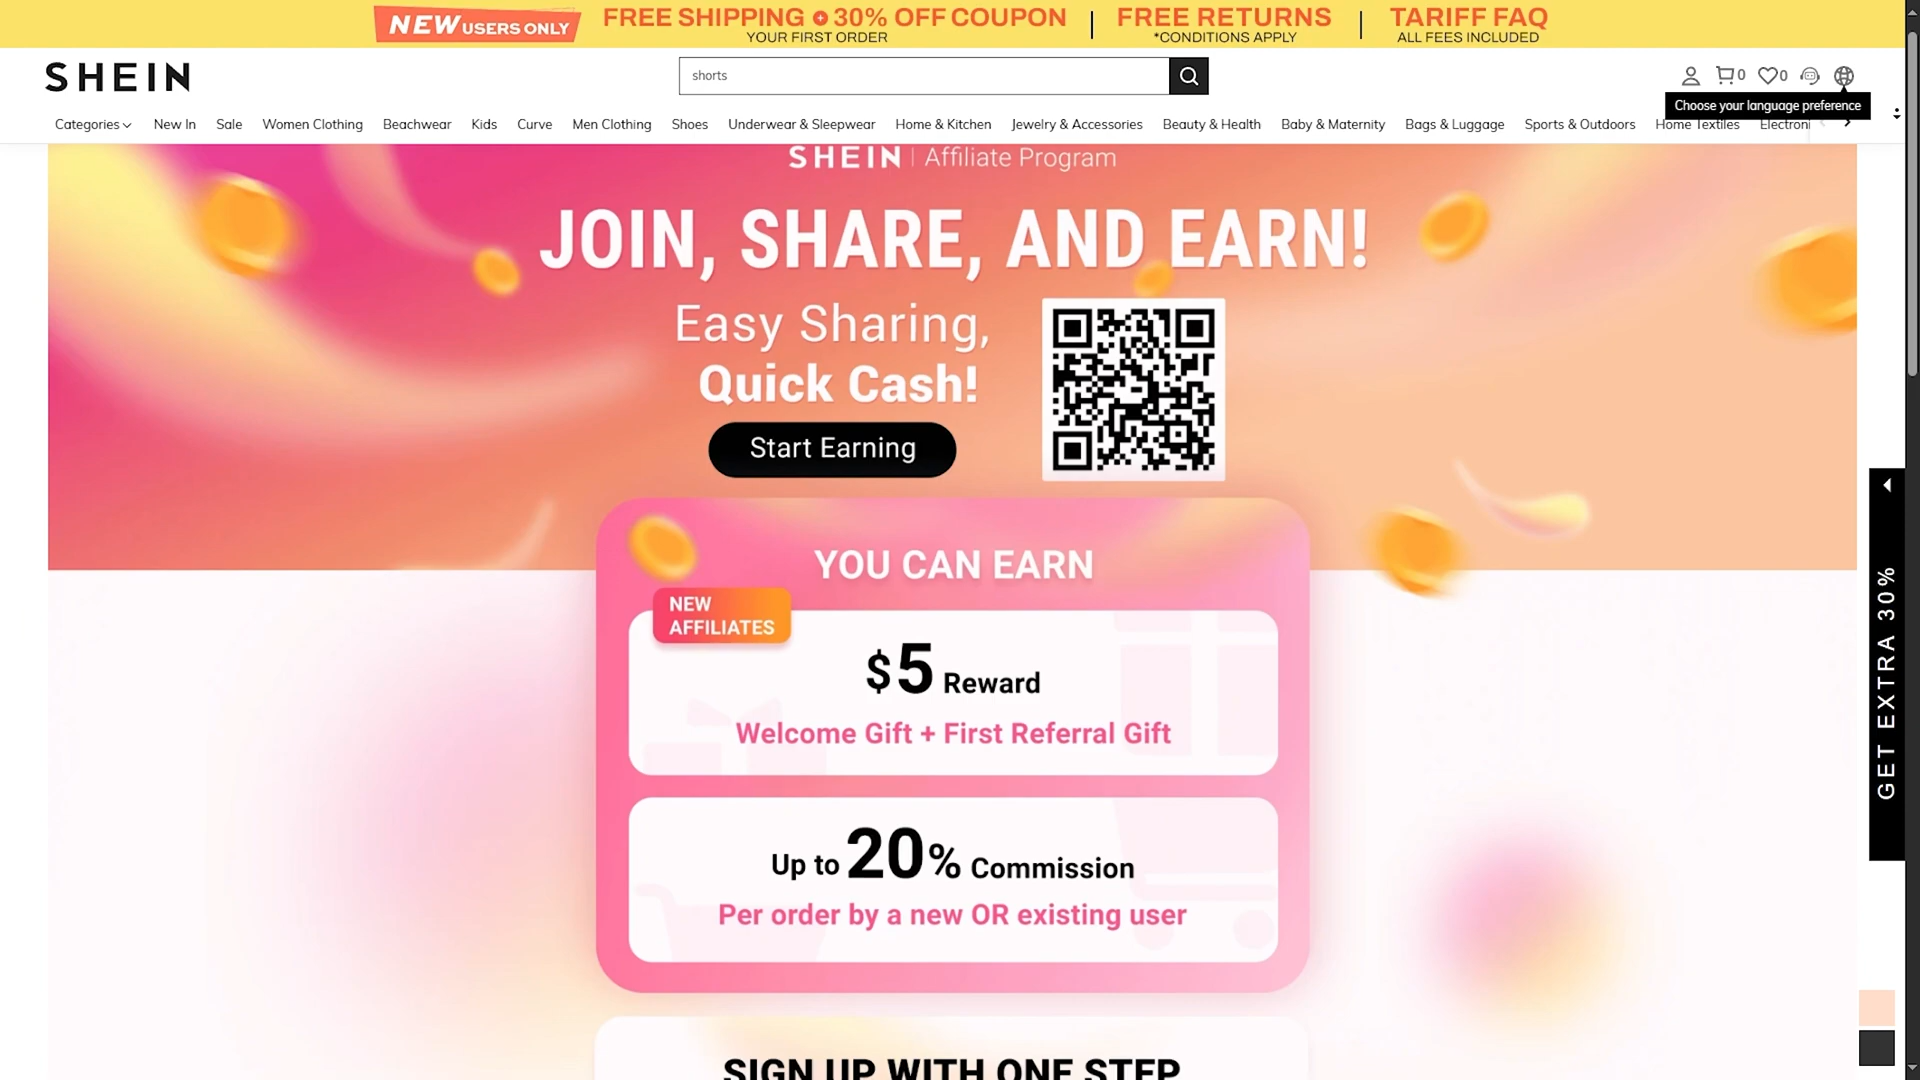 NEW USERS ONLY
FREE SHIPPING + 30% OFF COUPON
YOUR FIRST ORDER
FREE RETURNS
*CONDITIONS APPLY
TARIFF FAQ
ALL FEES INCLUDED
SHEIN
shorts
0
0
Choose your language preference
Categories
New In
Sale
Women Clothing
Beachwear
Kids
Curve
Men Clothing
Shoes
Underwear & Sleepwear
Home & Kitchen
Jewelry & Accessories
Beauty & Health
Baby & Maternity
Bags & Luggage
Sports & Outdoors
Home Textiles
Electroni
SHEIN | Affiliate Program
JOIN, SHARE, AND EARN!
Easy Sharing,
Quick Cash!
Start Earning
YOU CAN EARN
NEW
AFFILIATES
$5 Reward
Welcome Gift + First Referral Gift
Up to 20% Commission
Per order by a new OR existing user
SIGN UP WITH ONE STEP
GET EXTRA 30%